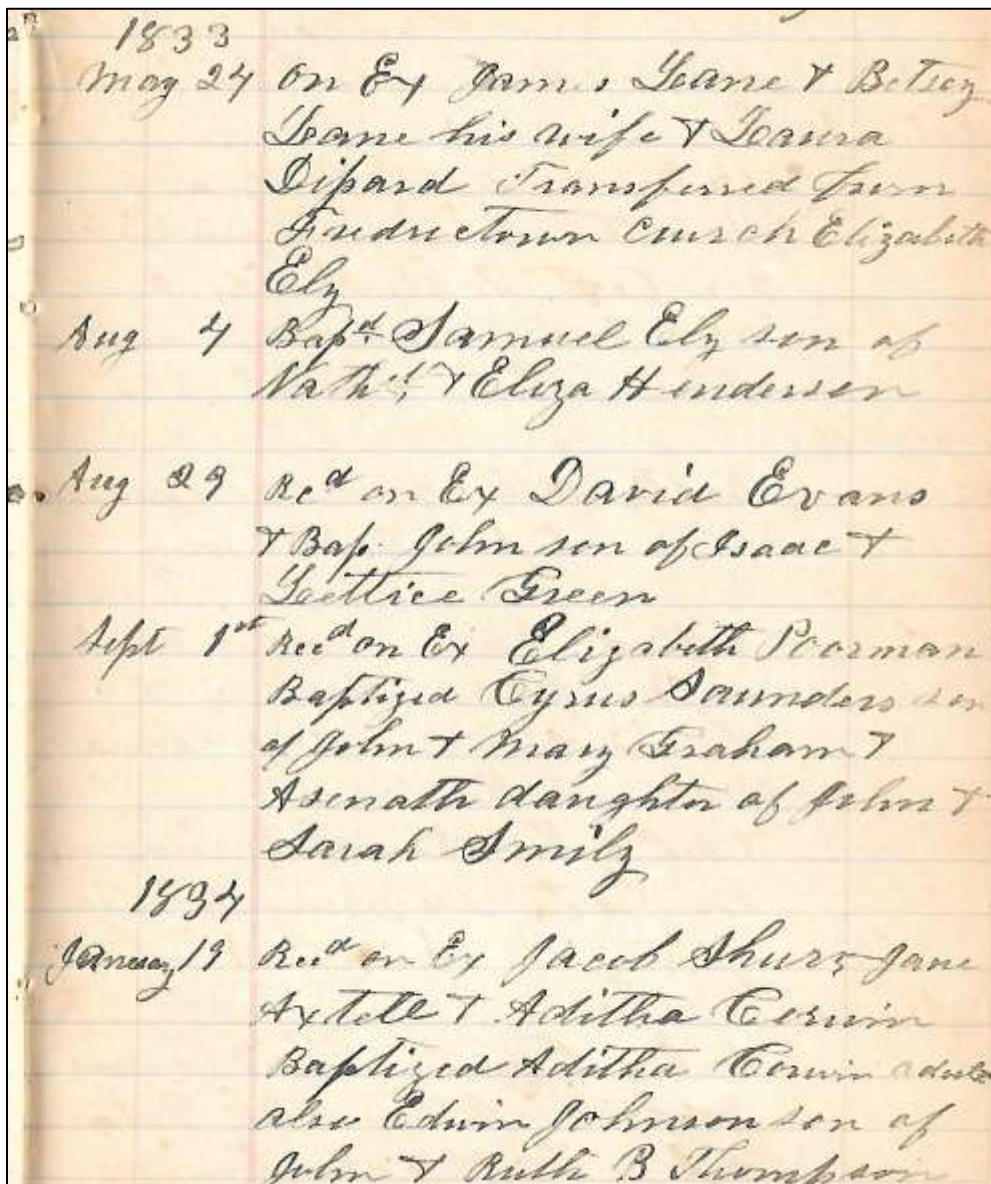 1833
May 24 on Ex James Leane & Betsey
Leane his wife & Laura
Dipard Transferred from
Fredrictown Church Elizabeth
Ely
Aug 4 Bapd Samuel Ely son of
Nathl, & Eliza Henderson
Aug 29 Recd on Ex David Evans
& Bap. John son of Isaac &
Lettice Green
Sept 1st Recd on Ex Elizabeth Poorman
Baptized Cyrus Saunders son
of John & Mary Graham &
Asenath daughter of John &
Sarah Smily
1834
January 19 Recd on Ex Jacob Shurr Jane
Axtell & Aditha Corwin
Baptized Aditha Corwin adult
also Edwin Johnson son of
John & Ruth B Thompson